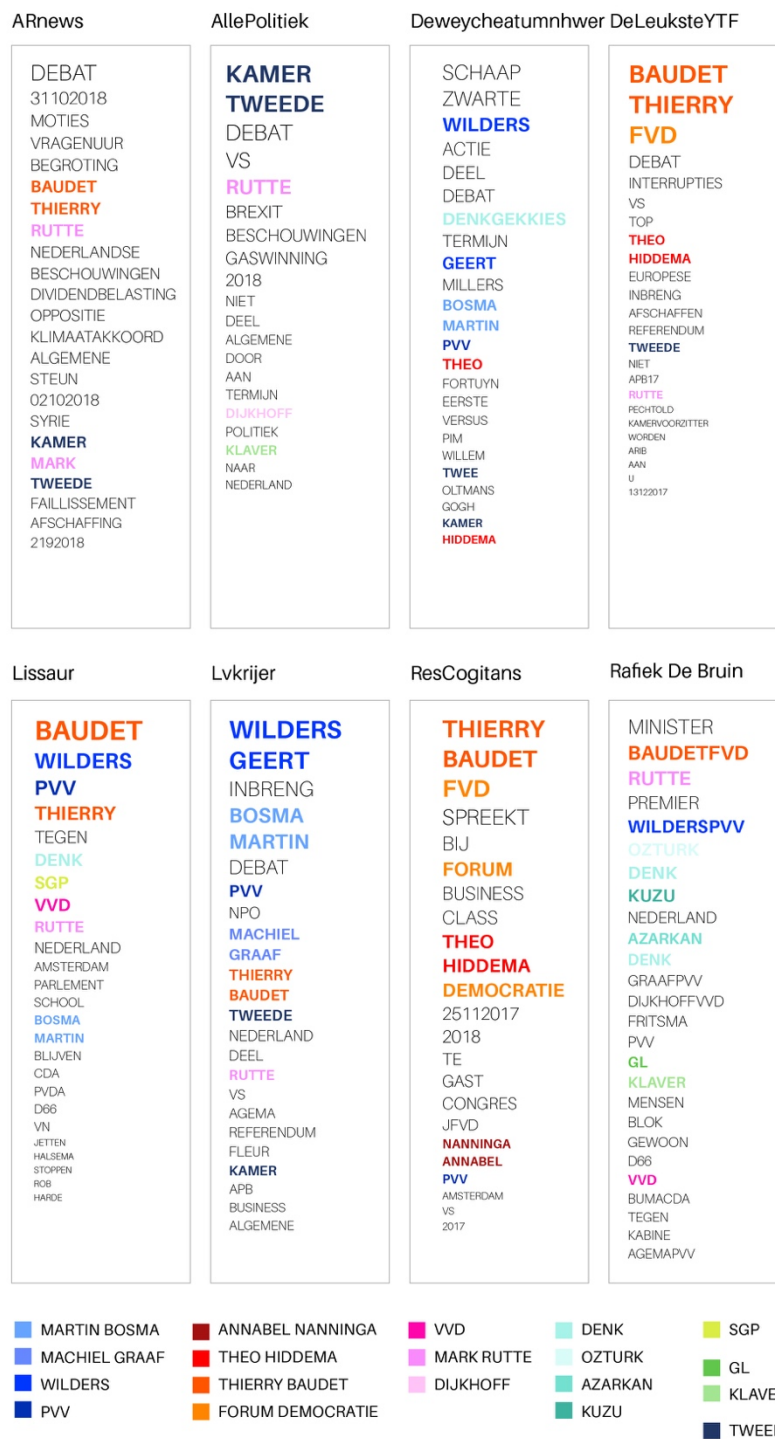 ARnews
DEBAT
31102018
MOTIES
VRAGENUUR
BEGROTING
BAUDET
THIERRY
RUTTE
NEDERLANDSE
BESCHOUWINGEN
DIVIDENDBELASTING
OPPOSITIE
KLIMAATAKKOORD
ALGEMENE
STEUN
02102018
SYRIE
KAMER
MARK
TWEEDE
FAILLISSEMENT
AFSCHAFFING
2192018
AllePolitiek
KAMER
TWEEDE
DEBAT
VS
RUTTE
BREXIT
BESCHOUWINGEN
GASWINNING
2018
NIET
DEEL
ALGEMENE
DOOR
AAN
TERMIJN
DIJKHOFF
POLITIEK
KLAVER
NAAR
NEDERLAND
Deweycheatumnhwer
SCHAAP
ZWARTE
WILDERS
ACTIE
DEEL
DEBAT
DENKGEKKIES
TERMIJN
GEERT
MILLERS
BOSMA
MARTIN
PVV
THEO
FORTUYN
EERSTE
VERSUS
PIM
WILLEM
TWEE
OLTMANS
GOGH
KAMER
HIDDEMA
DeLeuksteYTF
BAUDET
THIERRY
FVD
DEBAT
INTERRUPTIES
VS
TOP
THEO
HIDDEMA
EUROPESE
INBRENG
AFSCHAFFEN
REFERENDUM
TWEEDE
NIET
APB17
RUTTE
PECHTOLD
KAMERVOORZITTER
WORDEN
ARIB
AAN
U
13122017
Lissaur
BAUDET
WILDERS
PVV
THIERRY
TEGEN
DENK
SGP
VVD
RUTTE
NEDERLAND
AMSTERDAM
PARLEMENT
SCHOOL
BOSMA
MARTIN
BLIJVEN
CDA
PVDA
D66
VN
JETTEN
HALSEMA
STOPPEN
ROB
HARDE
Lvkrijer
WILDERS
GEERT
INBRENG
BOSMA
MARTIN
DEBAT
PVV
NPO
MACHIEL
GRAAF
THIERRY
BAUDET
TWEEDE
NEDERLAND
DEEL
RUTTE
VS
AGEMA
REFERENDUM
FLEUR
KAMER
APB
BUSINESS
ALGEMENE
ResCogitans
THIERRY
BAUDET
FVD
SPREEKT
BIJ
FORUM
BUSINESS
CLASS
THEO
HIDDEMA
DEMOCRATIE
25112017
2018
TE
GAST
CONGRES
JFVD
NANNINGA
ANNABEL
PVV
AMSTERDAM
VS
2017
Rafiek De Bruin
MINISTER
BAUDETFVD
RUTTE
PREMIER
WILDERSPVV
OZTURK
DENK
KUZU
NEDERLAND
AZARKAN
DENK
GRAAFPVV
DIJKHOFFVVD
FRITSMA
PVV
GL
KLAVER
MENSEN
BLOK
GEWOON
D66
VVD
BUMACDA
TEGEN
KABINE
AGEMAPVV
MARTIN BOSMA
MACHIEL GRAAF
WILDERS
PVV
ANNABEL NANNINGA
THEO HIDDEMA
THIERRY BAUDET
FORUM DEMOCRATIE
VVD
MARK RUTTE
DIJKHOFF
DENK
OZTURK
AZARKAN
KUZU
SGP
GL